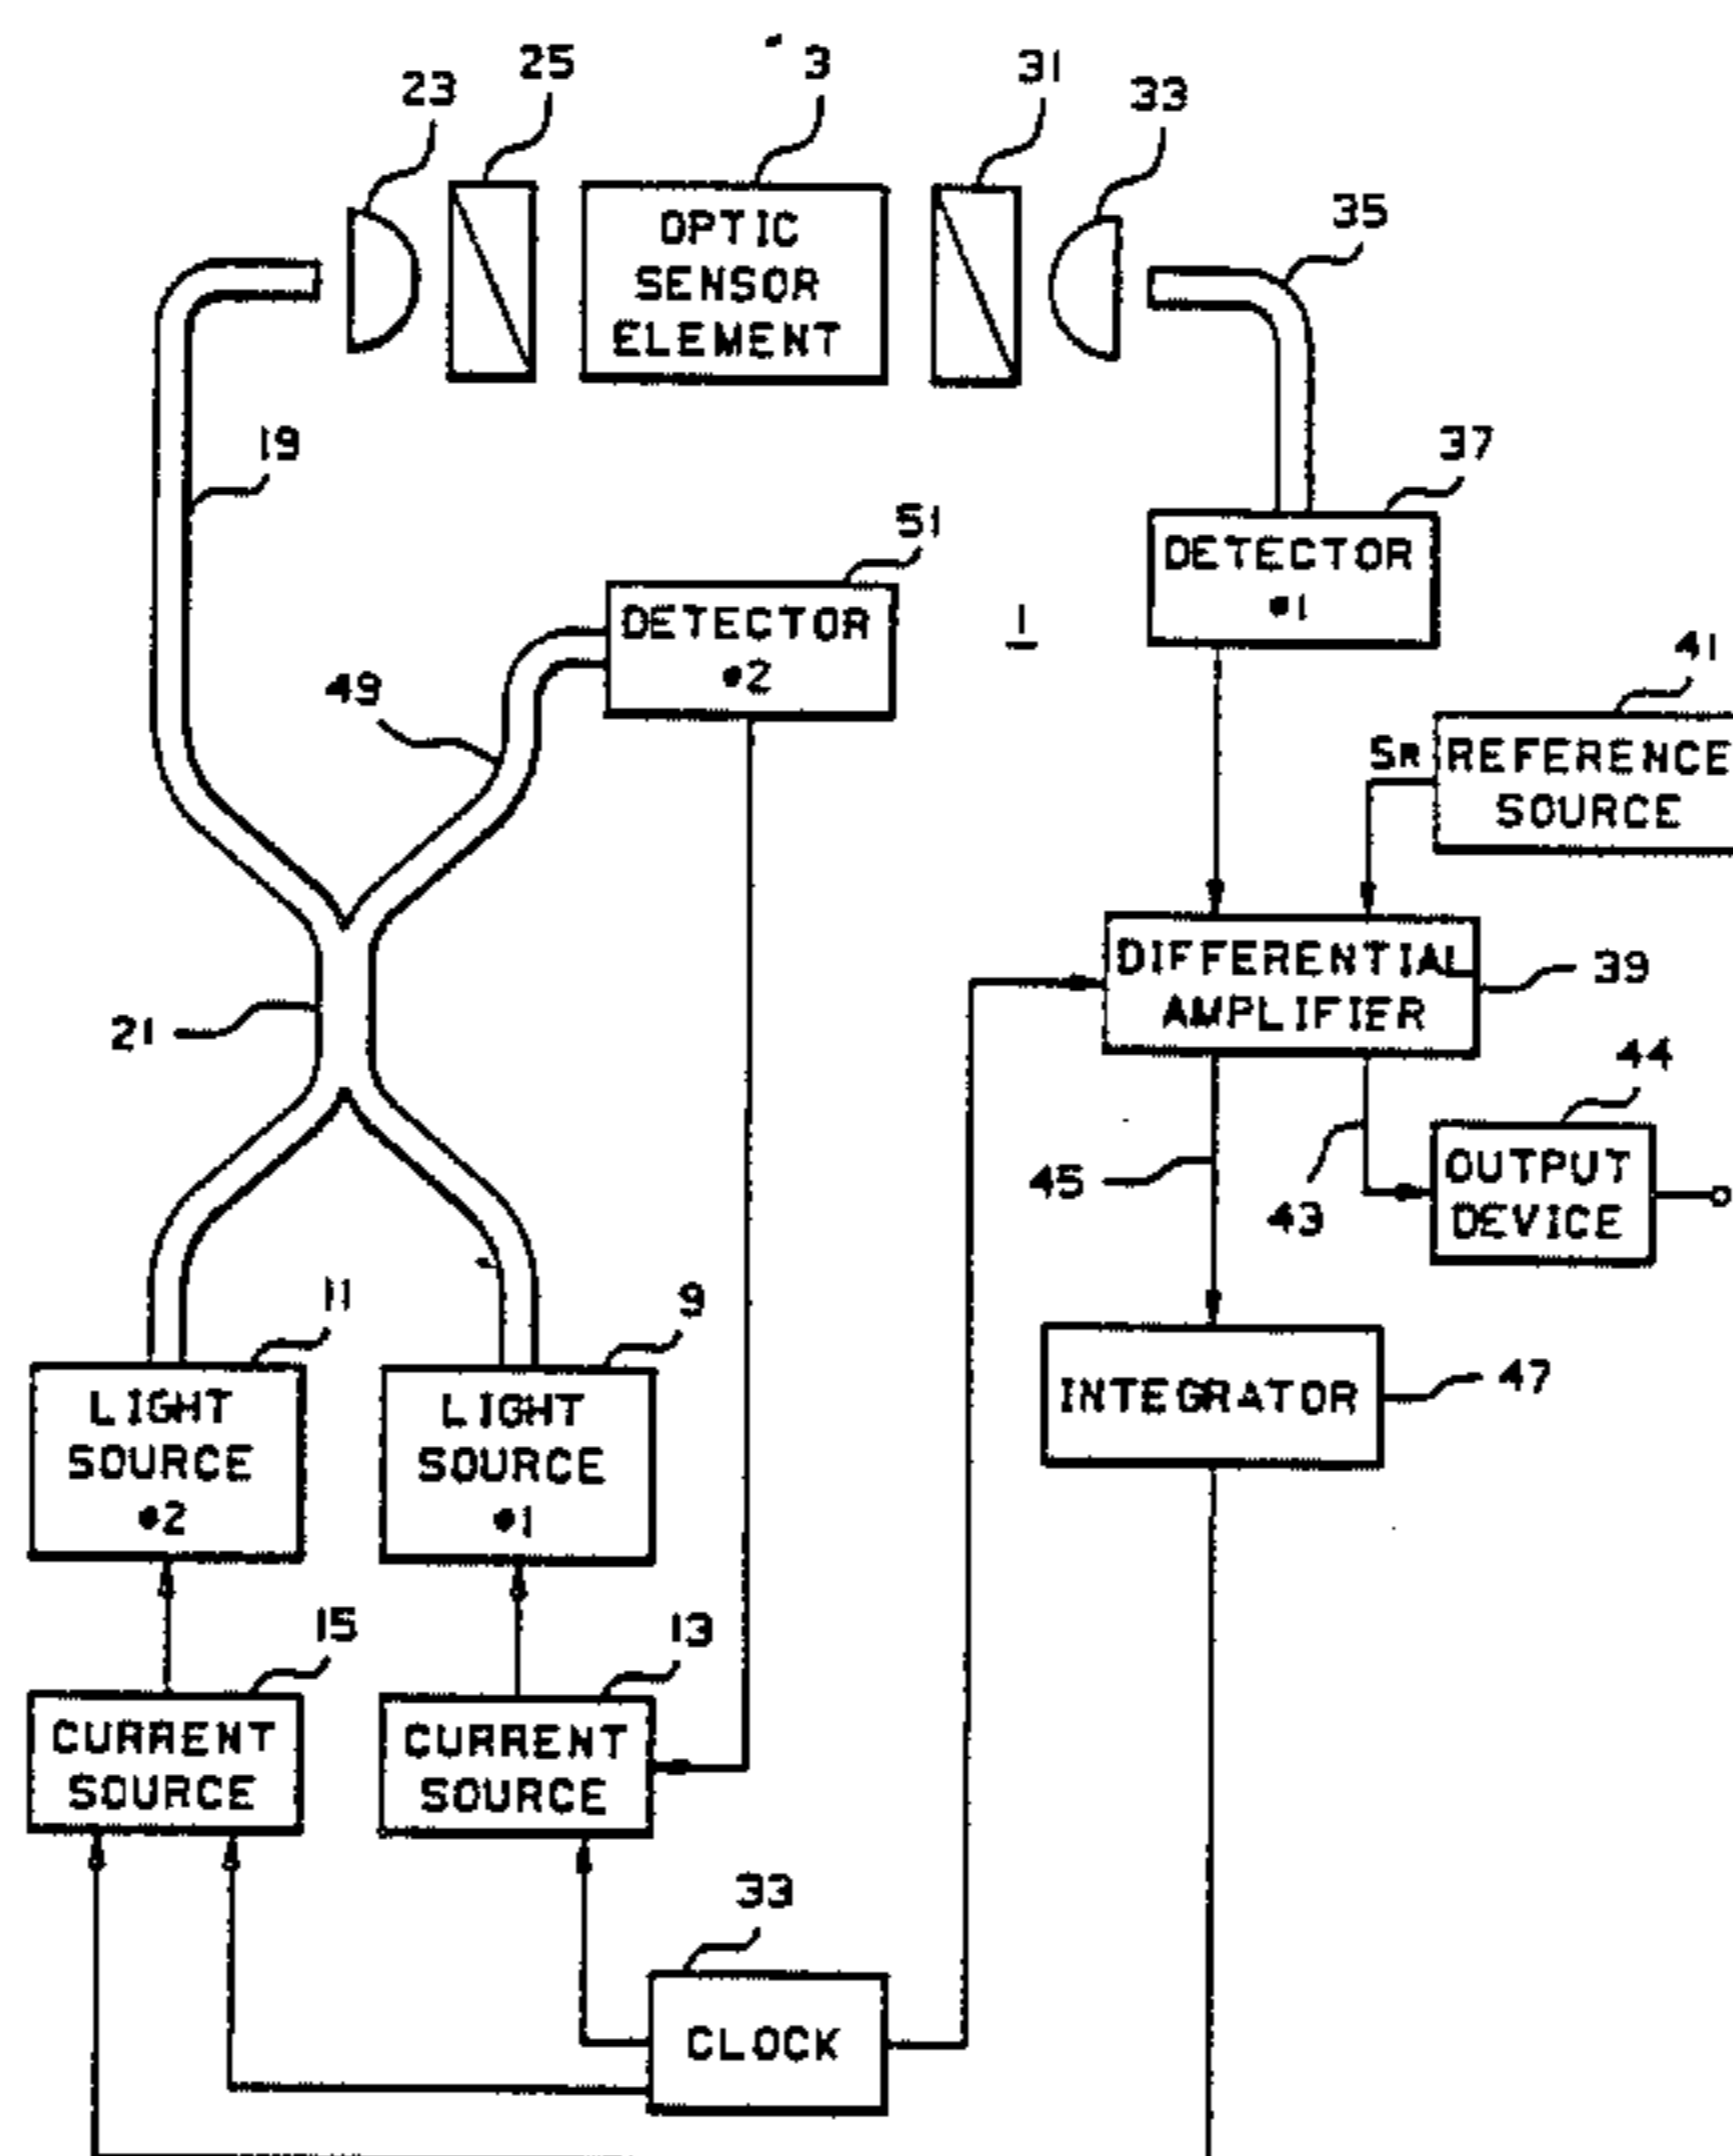 23
25
3
31
33
35
OPTIC
SENSOR
ELEMENT
19
37
51
DETECTOR
●1
DETECTOR
●2
1
49
41
SR
REFERENCE
SOURCE
DIFFERENTIAL
AMPLIFIER
39
21
44
45
43
OUTPUT
DEVICE
11
9
LIGHT
SOURCE
●2
LIGHT
SOURCE
●1
INTEGRATOR
47
15
13
CURRENT
SOURCE
CURRENT
SOURCE
33
CLOCK